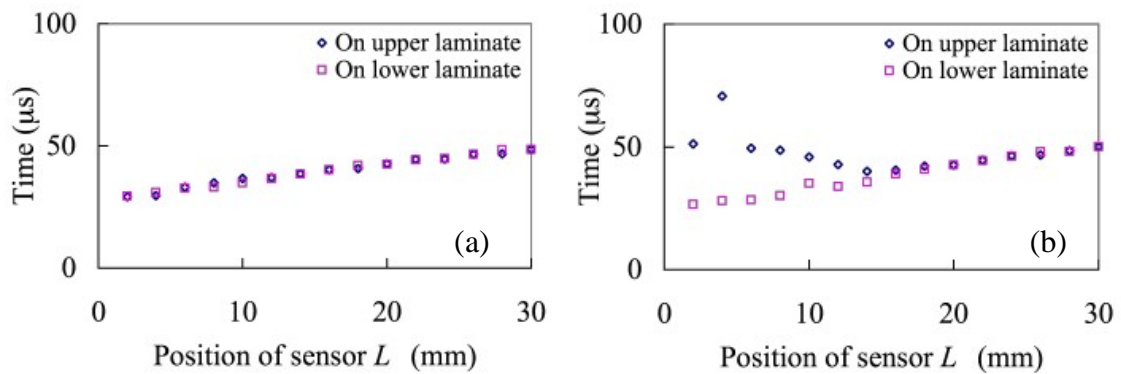 100
On upper laminate
On lower laminate
Time (μs)
50
(a)
0
0 10 20 30
Position of sensor L (mm)
100
On upper laminate
On lower laminate
Time (μs)
50
(b)
0
0 10 20 30
Position of sensor L (mm)